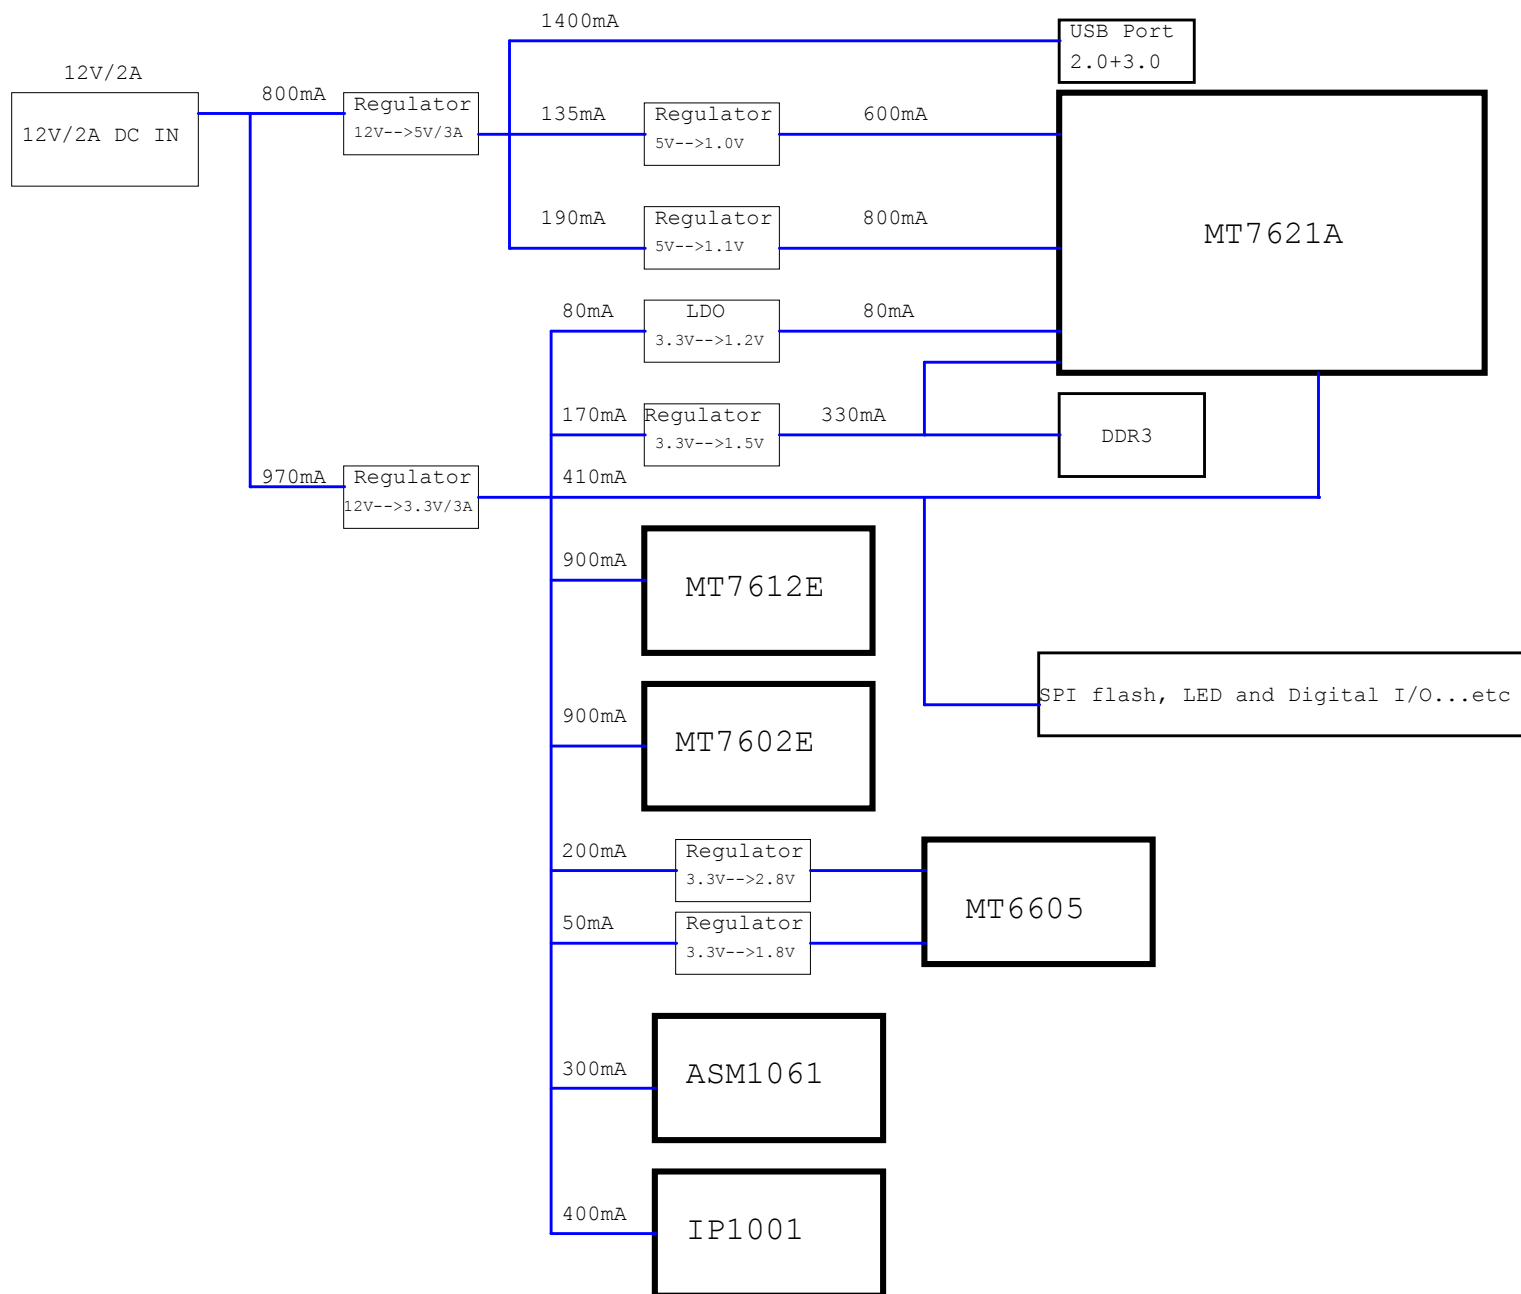 1400mA
USB Port
2.0+3.0
12V/2A
800mA
Regulator
12V-->5V/3A
12V/2A DC IN
135mA
Regulator
5V-->1.0V
600mA
190mA
Regulator
5V-->1.1V
800mA
MT7621A
80mA
LDO
3.3V-->1.2V
80mA
170mA
Regulator
3.3V-->1.5V
330mA
DDR3
970mA
Regulator
12V-->3.3V/3A
410mA
900mA
MT7612E
SPI flash, LED and Digital I/O...etc
900mA
MT7602E
200mA
Regulator
3.3V-->2.8V
MT6605
50mA
Regulator
3.3V-->1.8V
300mA
ASM1061
400mA
IP1001